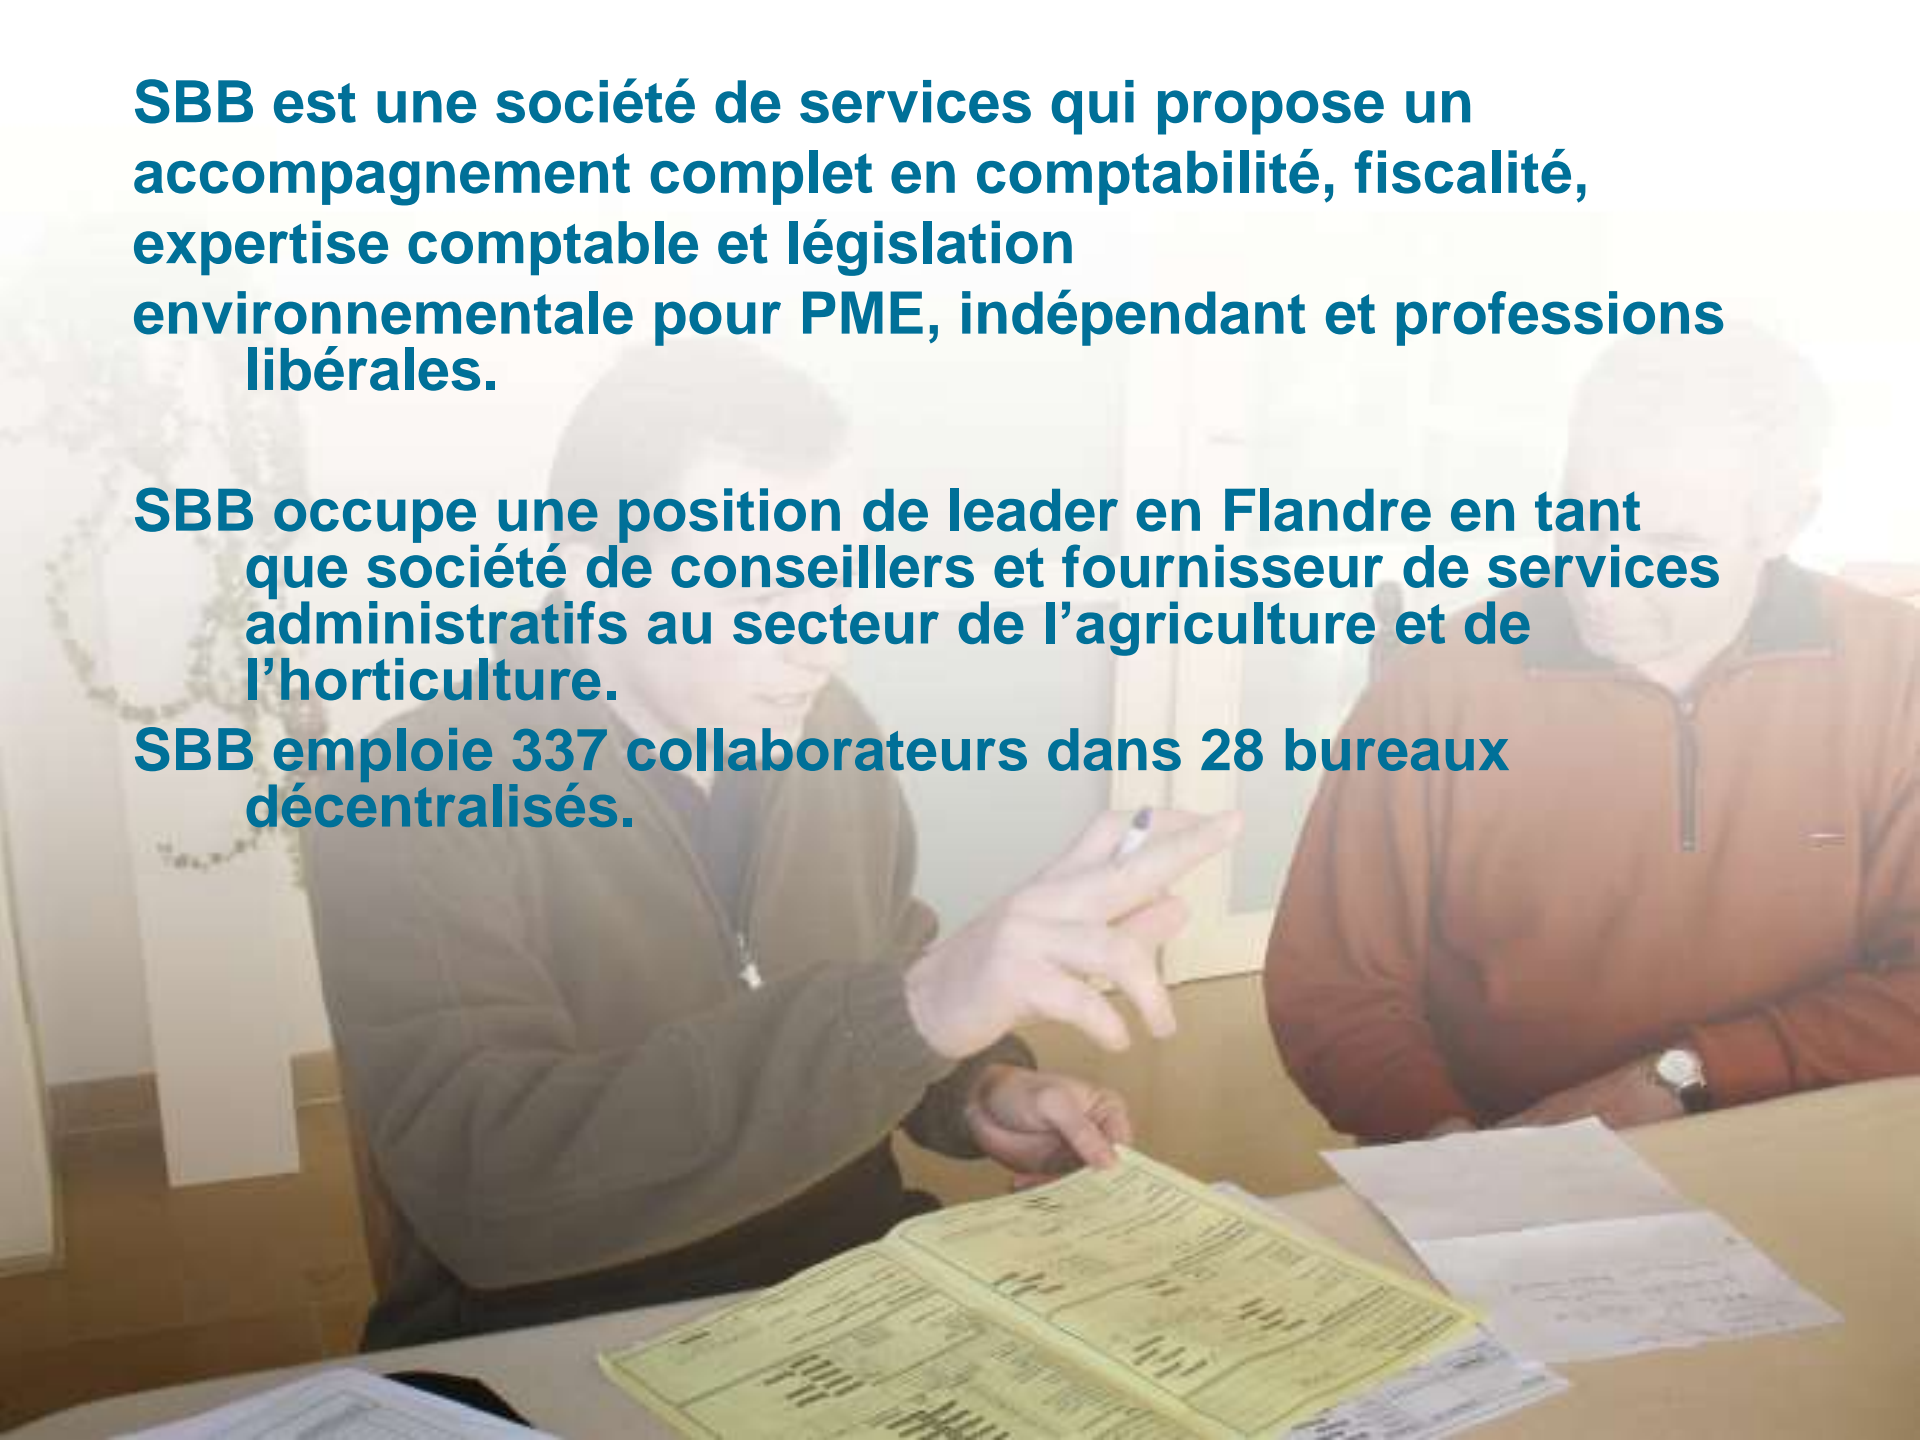 SBB est une société de services qui propose un
accompagnement complet en comptabilité, fiscalité,
expertise comptable et législation
environnementale pour PME, indépendant et professions
libérales.
SBB occupe une position de leader en Flandre en tant
que société de conseillers et fournisseur de services
administratifs au secteur de l’agriculture et de
l’horticulture.
SBB emploie 337 collaborateurs dans 28 bureaux
décentralisés.